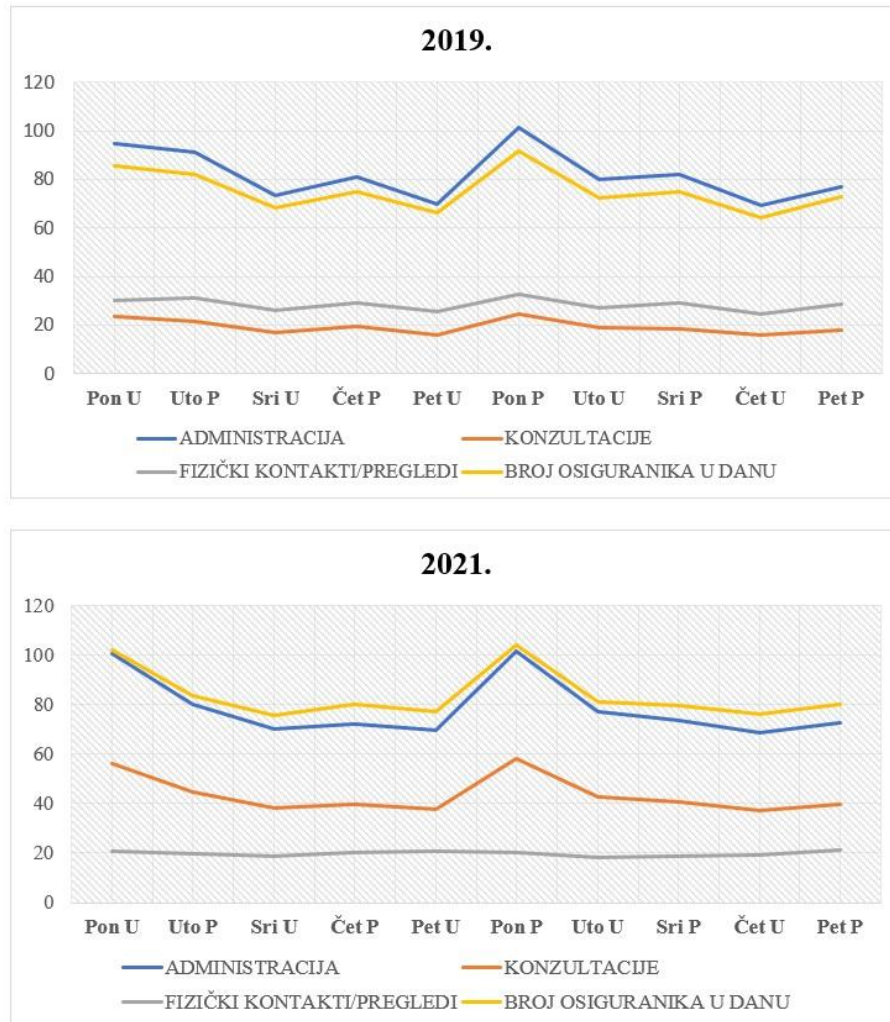 2019.
120
100
80
60
40
20
0
Pon U Uto P Sri U Čet P Pet U Pon P Uto U Sri P Čet U Pet P
ADMINISTRACIJA KONZULTACIJE
FIZIČKI KONTAKTI/PREGLEDI BROJ OSIGURANIKA U DANU
2021.
120
100
80
60
40
20
0
Pon U Uto P Sri U Čet P Pet U Pon P Uto U Sri P Čet U Pet P
ADMINISTRACIJA KONZULTACIJE
FIZIČKI KONTAKTI/PREGLEDI BROJ OSIGURANIKA U DANU